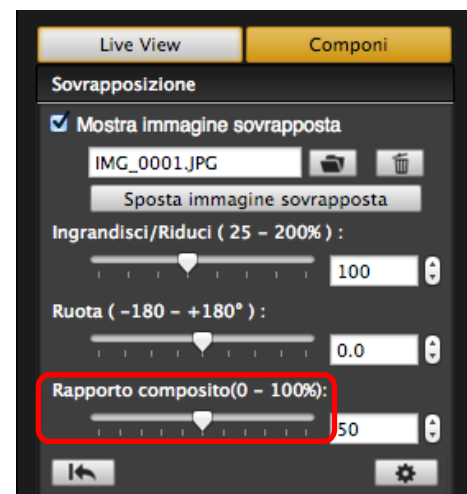 Live View Componi
Sovrapposizione
Mostra immagine sovrapposta
IMG_0001.JPG
Sposta immagine sovrapposta
Ingrandisci/Riduci ( 25 – 200% ) :
100
Ruota ( –180 – +180° ) :
0.0
Rapporto composito(0 – 100%):
50